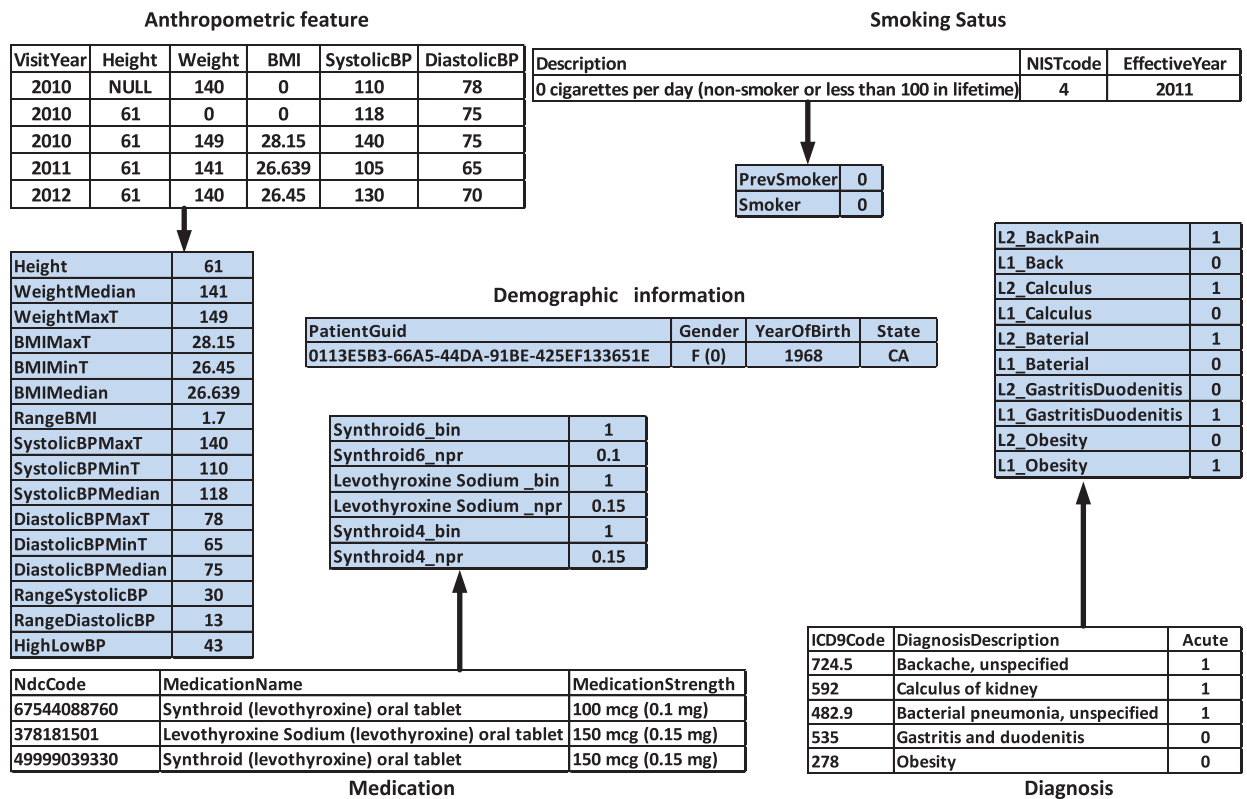 Anthropometric feature
VisitYear Height Weight BMI SystolicBP DiastolicBP
2010 NULL 140 0 110 78
2010 61 0 0 118 75
2010 61 149 28.15 140 75
2011 61 141 26.639 105 65
2012 61 140 26.45 130 70
Smoking Satus
Description NISTcode EffectiveYear
0 cigarettes per day (non-smoker or less than 100 in lifetime) 4 2011
PrevSmoker 0
Smoker 0
Height 61
WeightMedian 141
WeightMaxT 149
BMIMaxT 28.15
BMIMinT 26.45
BMIMedian 26.639
RangeBMI 1.7
SystolicBPMaxT 140
SystolicBPMinT 110
SystolicBPMedian 118
DiastolicBPMaxT 78
DiastolicBPMinT 65
DiastolicBPMedian 75
RangeSystolicBP 30
RangeDiastolicBP 13
HighLowBP 43
Demographic information
PatientGuid Gender YearOfBirth State
0113E5B3-66A5-44DA-91BE-425EF133651E F (0) 1968 CA
L2_BackPain 1
L1_Back 0
L2_Calculus 1
L1_Calculus 0
L2_Baterial 1
L1_Baterial 0
L2_GastritisDuodenitis 0
L1_GastritisDuodenitis 1
L2_Obesity 0
L1_Obesity 1
Synthroid6_bin 1
Synthroid6_npr 0.1
Levothyroxine Sodium _bin 1
Levothyroxine Sodium _npr 0.15
Synthroid4_bin 1
Synthroid4_npr 0.15
NdcCode MedicationName MedicationStrength
67544088760 Synthroid (levothyroxine) oral tablet 100 mcg (0.1 mg)
378181501 Levothyroxine Sodium (levothyroxine) oral tablet 150 mcg (0.15 mg)
49999039330 Synthroid (levothyroxine) oral tablet 150 mcg (0.15 mg)
Medication
ICD9Code DiagnosisDescription Acute
724.5 Backache, unspecified 1
592 Calculus of kidney 1
482.9 Bacterial pneumonia, unspecified 1
535 Gastritis and duodenitis 0
278 Obesity 0
Diagnosis